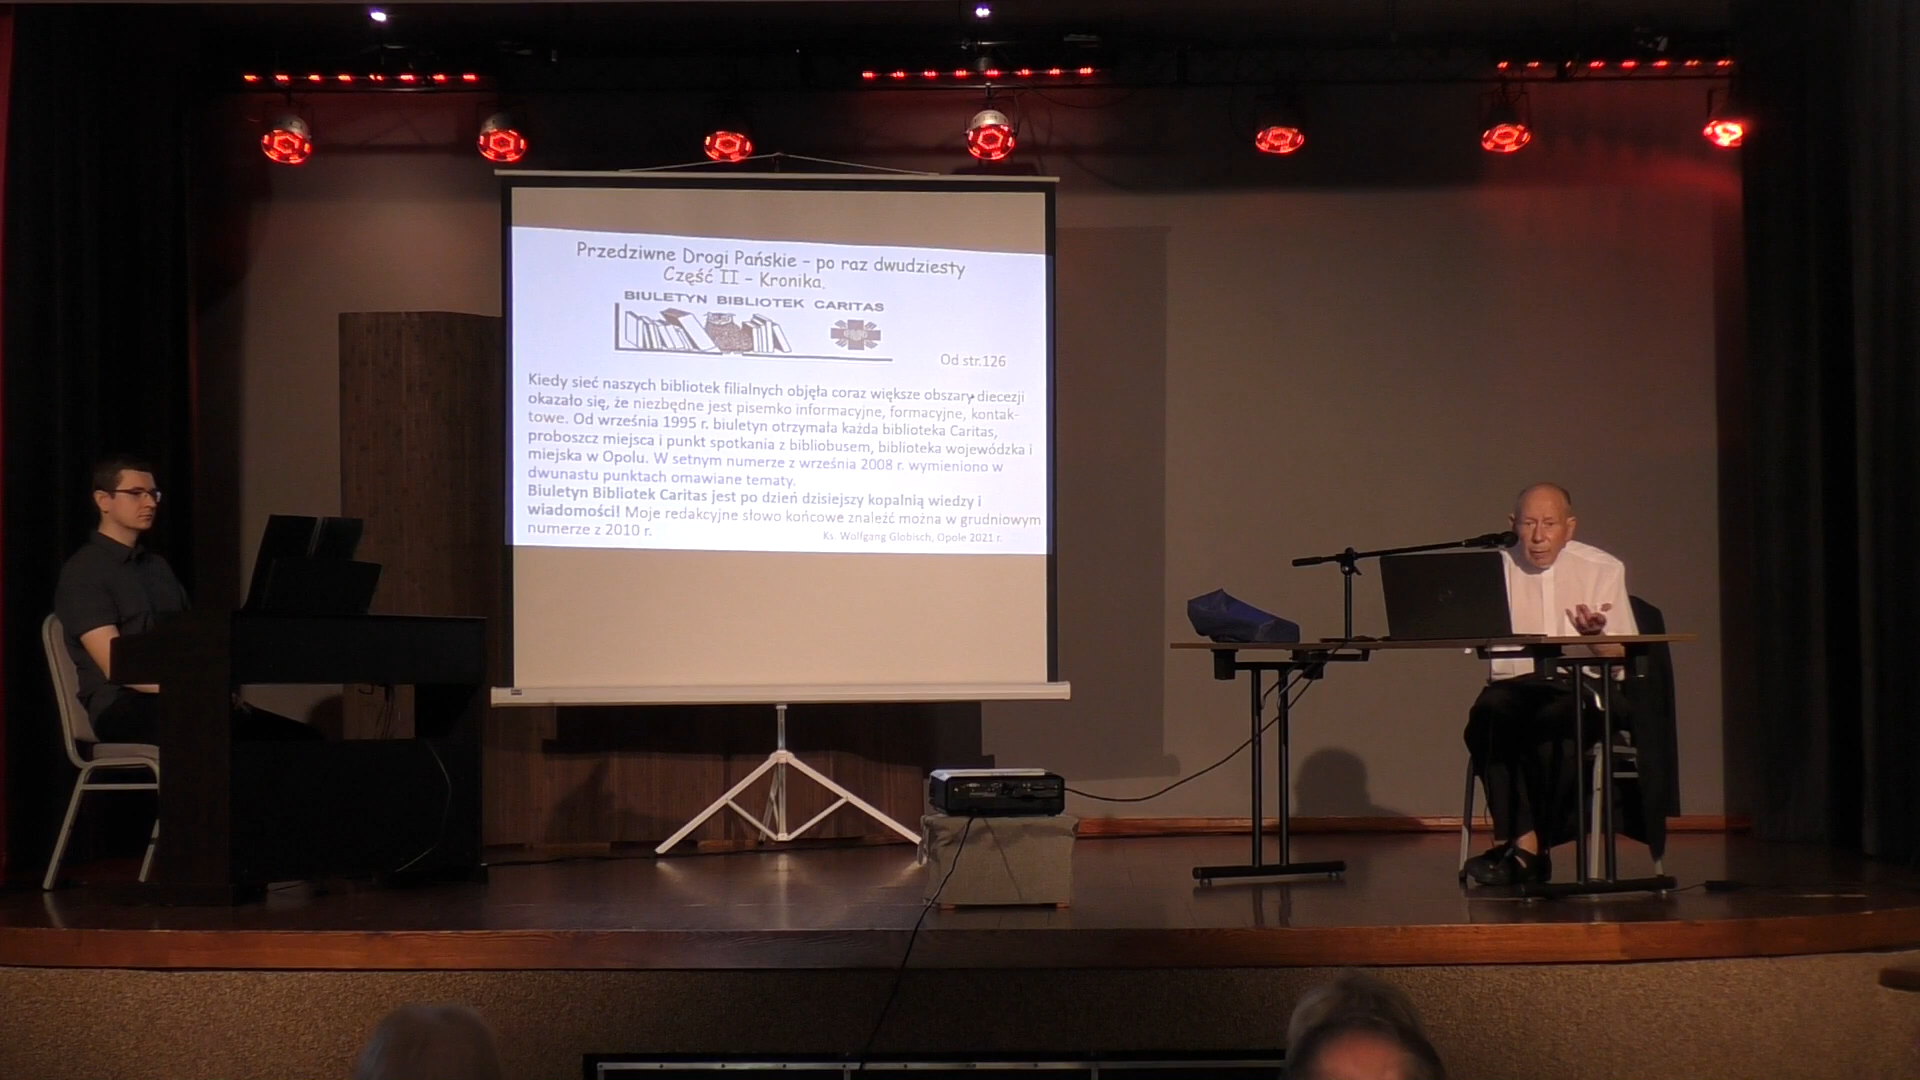 Przedziwne Drogi Pańskie - po raz dwudziesty
Część II - Kronika.
BIULETYN BIBLIOTEK CARITAS
Od str.126
Kiedy sieć naszych bibliotek filialnych objęła coraz większe obszary diecezji
okazało się, że niezbędne jest pisemko informacyjne, formacyjne, kontak-
towe. Od września 1995 r. biuletyn otrzymała każda biblioteka Caritas,
proboszcz miejsca i punkt spotkania z bibliobusem, biblioteka wojewódzka i
miejska w Opolu. W setnym numerze z września 2008 r. wymieniono w
dwunastu punktach omawiane tematy.
Biuletyn Bibliotek Caritas jest po dzień dzisiejszy kopalnią wiedzy i
wiadomości! Moje redakcyjne słowo końcowe znaleźć można w grudniowym
numerze z 2010 r.
Ks. Wolfgang Globisch, Opole 2021 r.